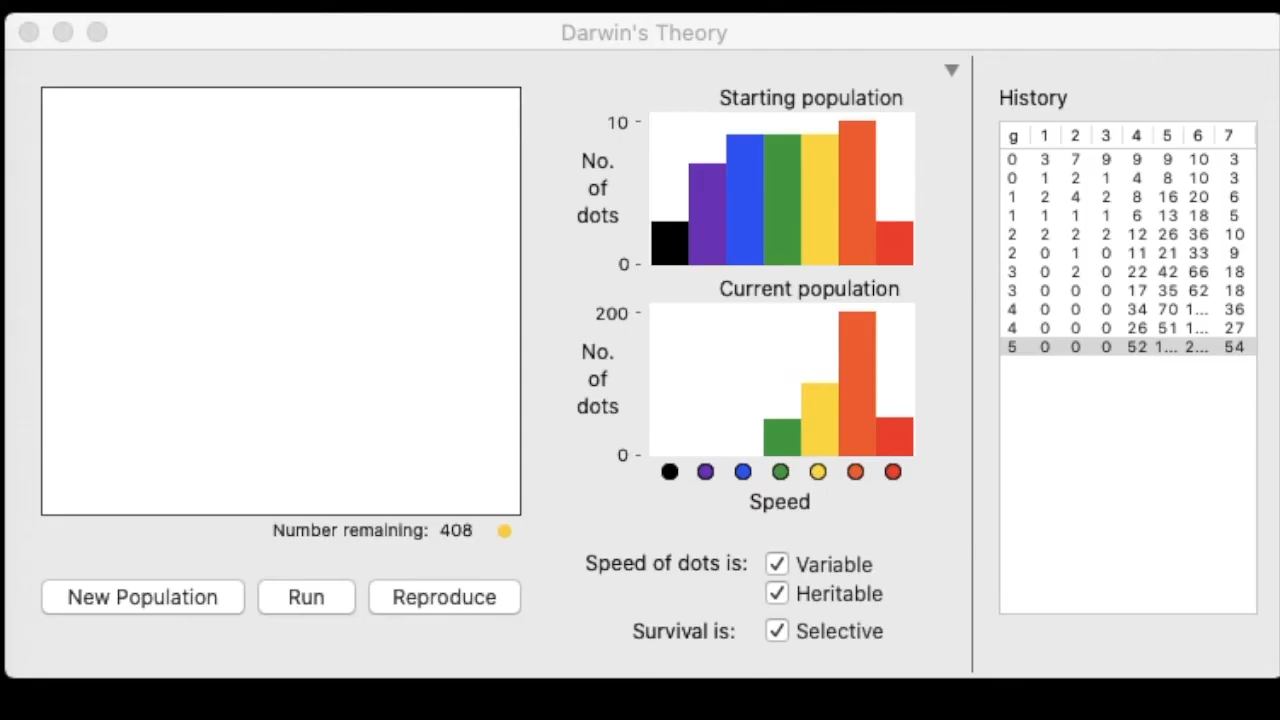 Darwin's Theory
Starting population
10 -
No.
of
dots
0 -
Current population
200 -
No.
of
dots
0 -
Speed
Number remaining: 408
New Population
Run
Reproduce
Speed of dots is:
Variable
Heritable
Survival is:
Selective
History
g 1 2 3 4 5 6 7
0 3 7 9 9 9 10 3
0 1 2 1 4 8 10 3
1 2 4 2 8 16 20 6
1 1 1 1 6 13 18 5
2 2 2 2 12 26 36 10
2 0 1 0 11 21 33 9
3 0 2 0 22 42 66 18
3 0 0 0 17 35 62 18
4 0 0 0 34 70 1... 36
4 0 0 0 26 51 1... 27
5 0 0 0 52 1... 2... 54